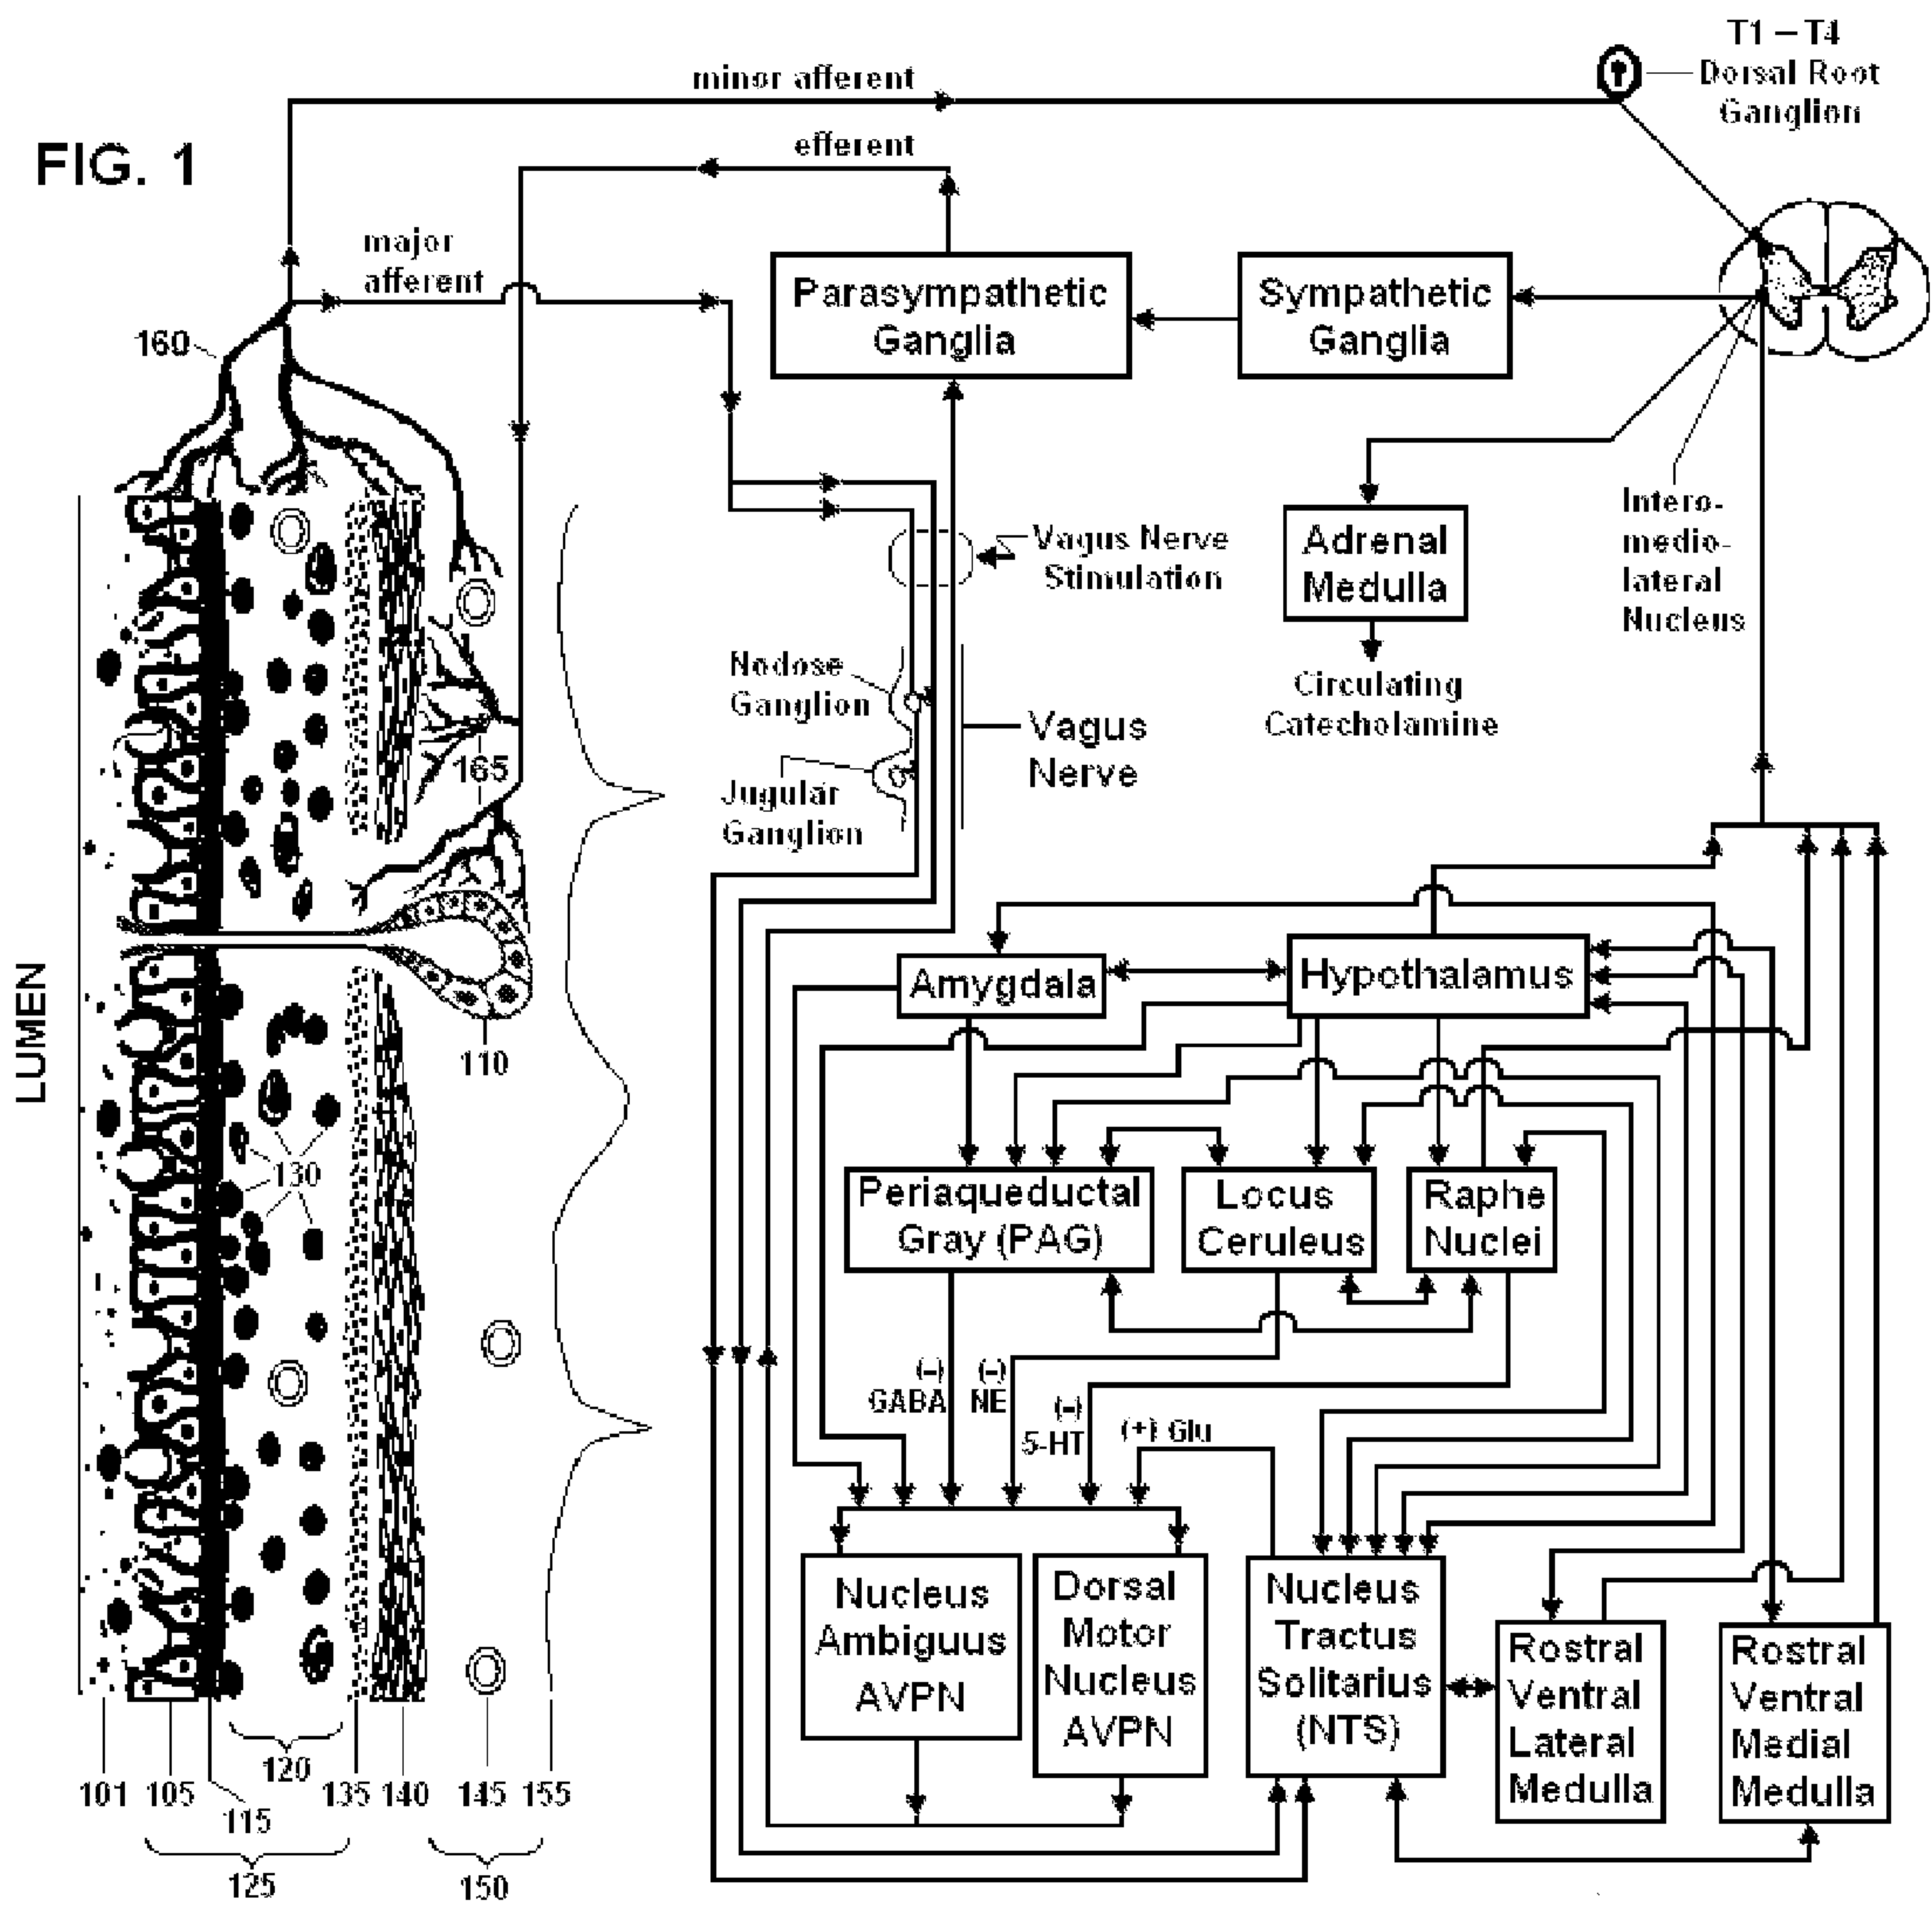 T1 – T4
Dorsal Root
Ganglion
minor afferent
FIG. 1
efferent
major
afferent
Parasympathetic
Ganglia
Sympathetic
Ganglia
160
Intero-
medio-
lateral
Nucleus
Vagus Nerve
Stimulation
Adrenal
Medulla
Circulating
Catecholamine
Nodose
Ganglion
Vagus
Nerve
165
Jugular
Ganglion
LUMEN
Amygdala
Hypothalamus
110
130
Periaqueductal
Gray (PAG)
Locus
Ceruleus
Raphe
Nuclei
(-)
GABA
(-)
NE
(-)
5-HT
(+) Glu
Nucleus
Ambiguus
AVPN
Dorsal
Motor
Nucleus
AVPN
Nucleus
Tractus
Solitarius
(NTS)
Rostral
Ventral
Lateral
Medulla
Rostral
Ventral
Medial
Medulla
120
101 105 135 140 145 155
115
125 150